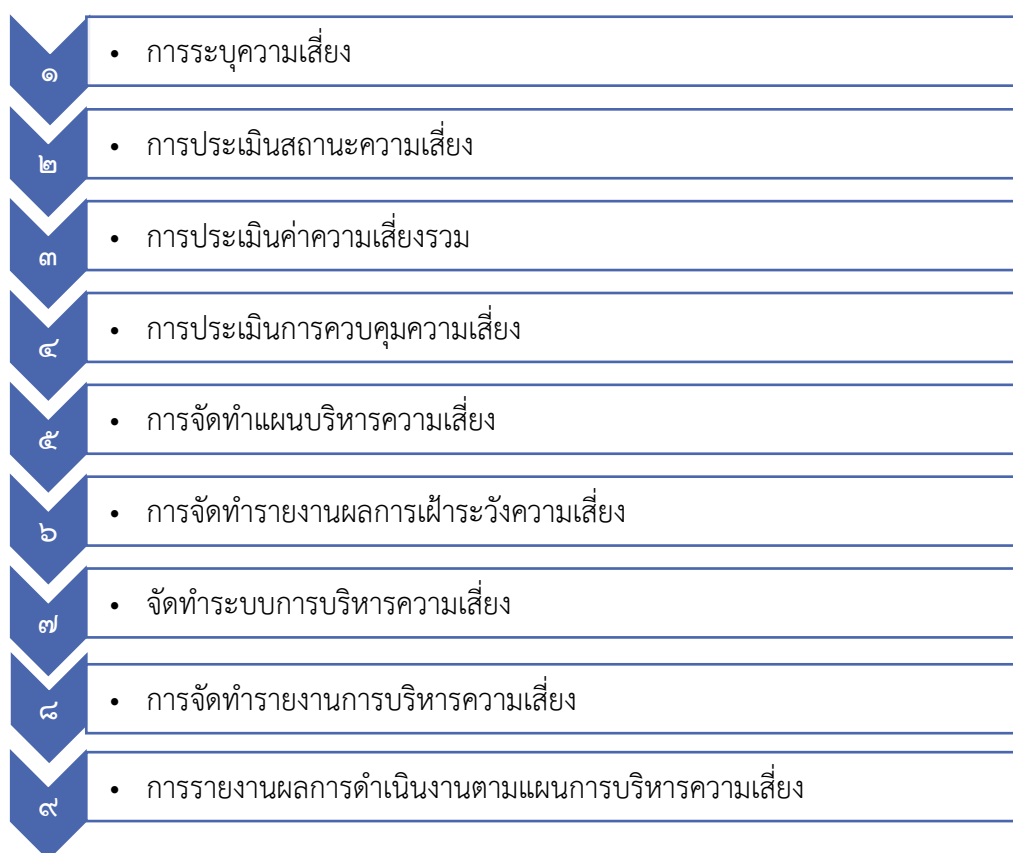 ๑
• การระบุความเสี่ยง
๒
• การประเมินสถานะความเสี่ยง
๓
• การประเมินค่าความเสี่ยงรวม
๔
• การประเมินการควบคุมความเสี่ยง
๕
• การจัดทำแผนบริหารความเสี่ยง
๖
• การจัดทำรายงานผลการเฝ้าระวังความเสี่ยง
๗
• จัดทำระบบการบริหารความเสี่ยง
๘
• การจัดทำรายงานการบริหารความเสี่ยง
๙
• การรายงานผลการดำเนินงานตามแผนการบริหารความเสี่ยง